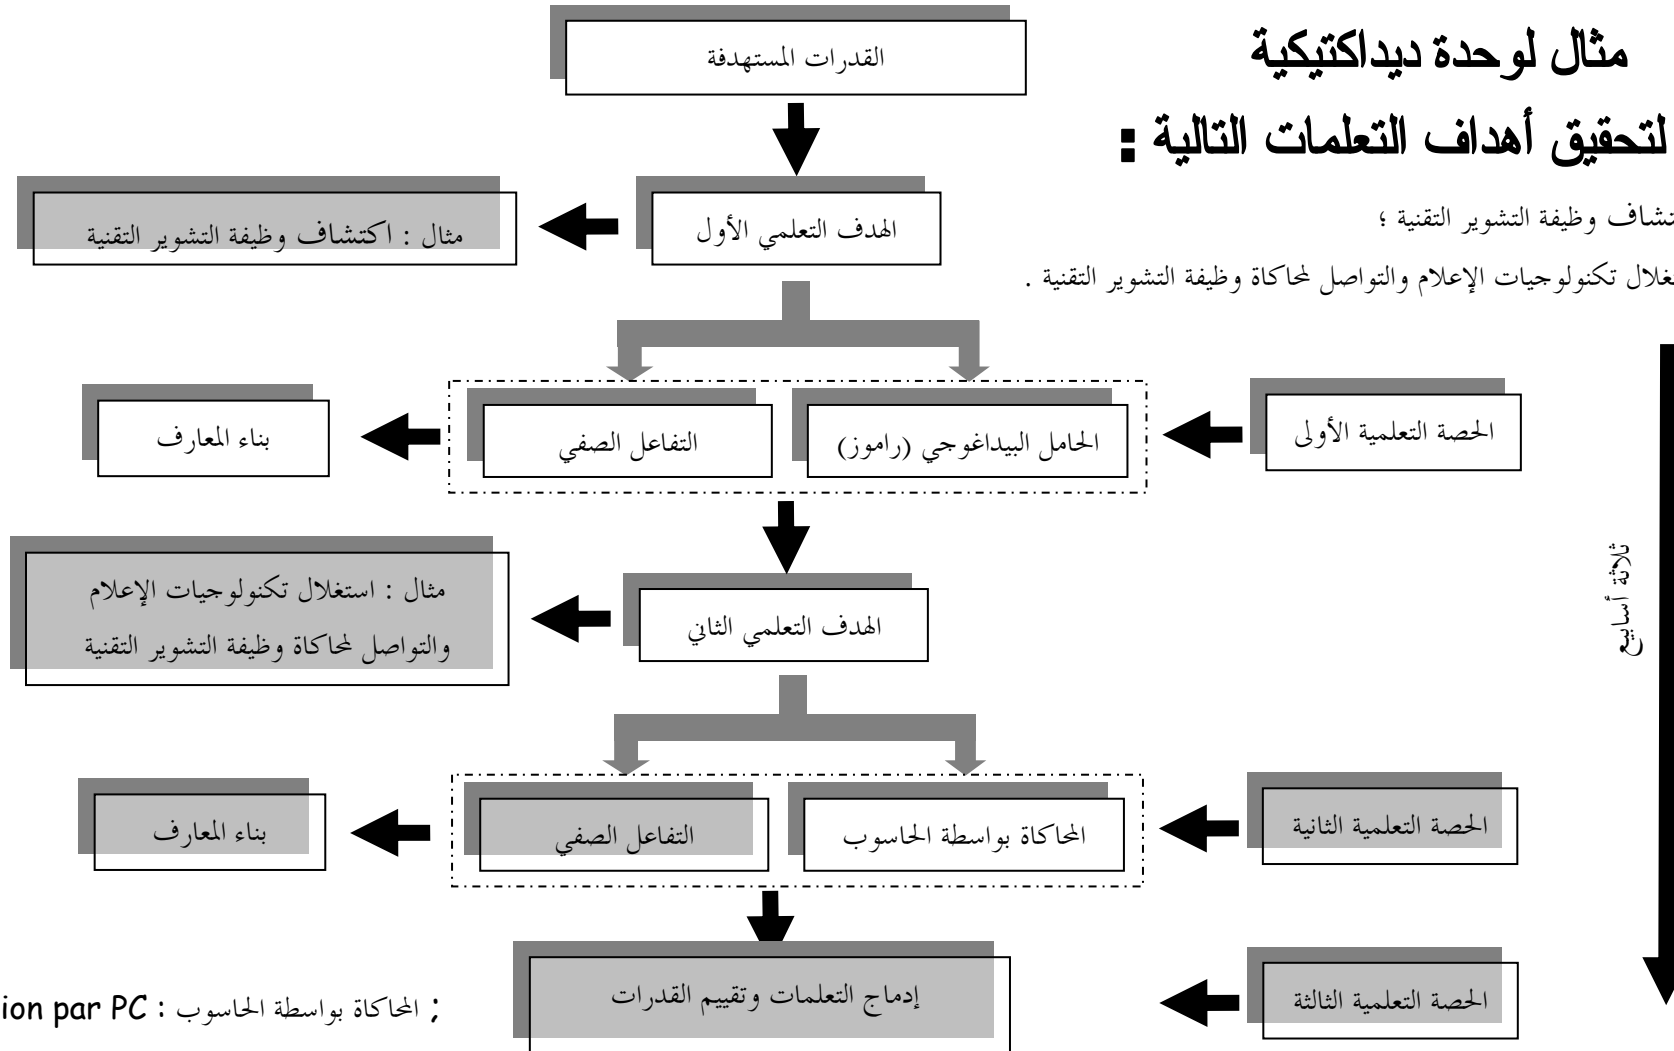 مثال لوحدة ديداكتيكية
لتحقيق أهداف التعلمات التالية :
وظيفة التشوير التقنية ؛
تكنولوجيات الإعلام والتواصل لمحاكاة وظيفة التشوير التقنية .
القدرات المستهدفة
الهدف التعلمي الأول
مثال : اكتشاف وظيفة التشوير التقنية
الحصة التعلمية الأولى
الحامل البيداغوجي (راموز)
التفاعل الصفي
بناء المعارف
ثلاثة أسابيع
الهدف التعلمي الثاني
مثال : استغلال تكنولوجيات الإعلام
والتواصل لمحاكاة وظيفة التشوير التقنية
الحصة التعلمية الثانية
المحاكاة بواسطة الحاسوب
التفاعل الصفي
بناء المعارف
الحصة التعلمية الثالثة
إدماج التعلمات وتقييم القدرات
; المحاكاة بواسطة الحاسوب : par PC